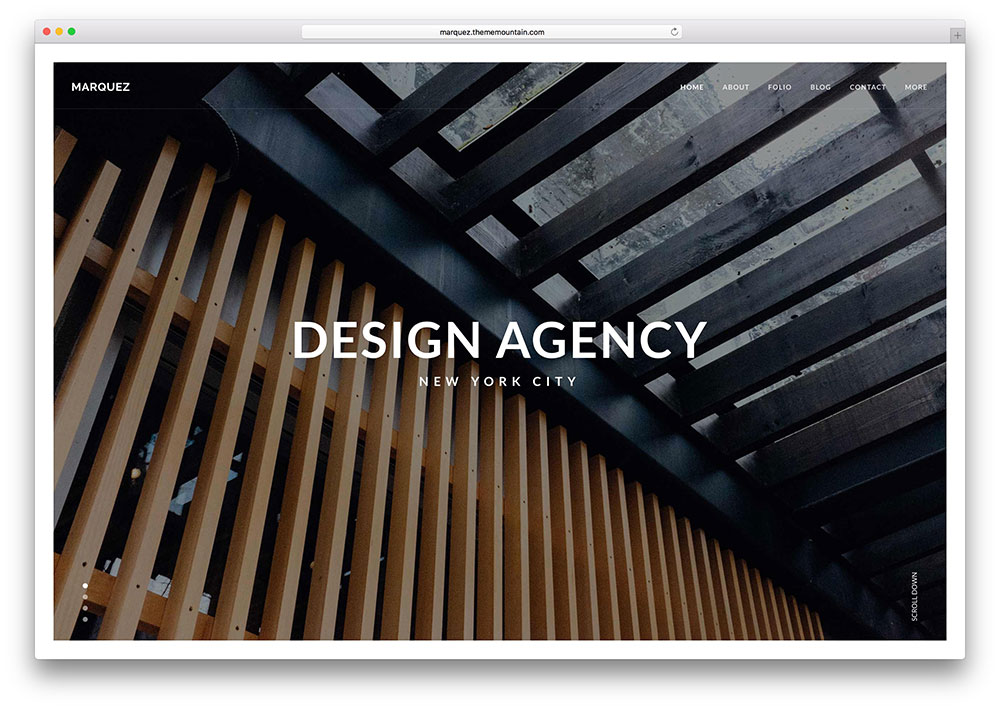 marquez.thememountain.com
MARQUEZ
HOME ABOUT FOLIO BLOG CONTACT MORE
DESIGN AGENCY
NEW YORK CITY
SCROLL DOWN